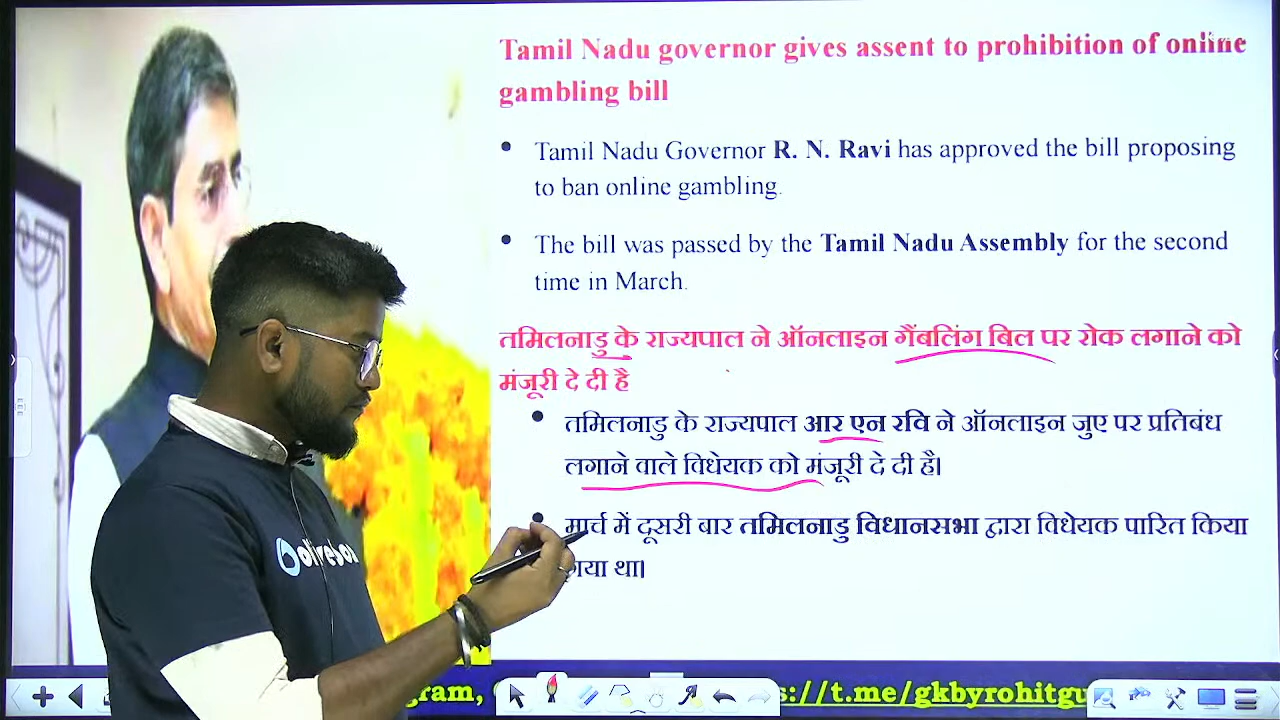 Tamil Nadu governor gives assent to prohibition of online
gambling bill
• Tamil Nadu Governor R. N. Ravi has approved the bill proposing
to ban online gambling.
• The bill was passed by the Tamil Nadu Assembly for the second
time in March.
तमिलनाडु के राज्यपाल ने ऑनलाइन गैंबलिंग बिल पर रोक लगाने को
मंजूरी दे दी है
• तमिलनाडु के राज्यपाल आर एन रवि ने ऑनलाइन जुए पर प्रतिबंध
लगाने वाले विधेयक को मंजूरी दे दी है।
• मार्च में दूसरी बार तमिलनाडु विधानसभा द्वारा विधेयक पारित किया
गया था।
gram,
s://t.me/gkbyrohitgu